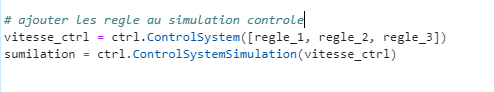 # ajouter les regle au simulation controle
vitesse_ctrl = ctrl.ControlSystem([regle_1, regle_2, regle_3])
sumilation = ctrl.ControlSystemSimulation(vitesse_ctrl)